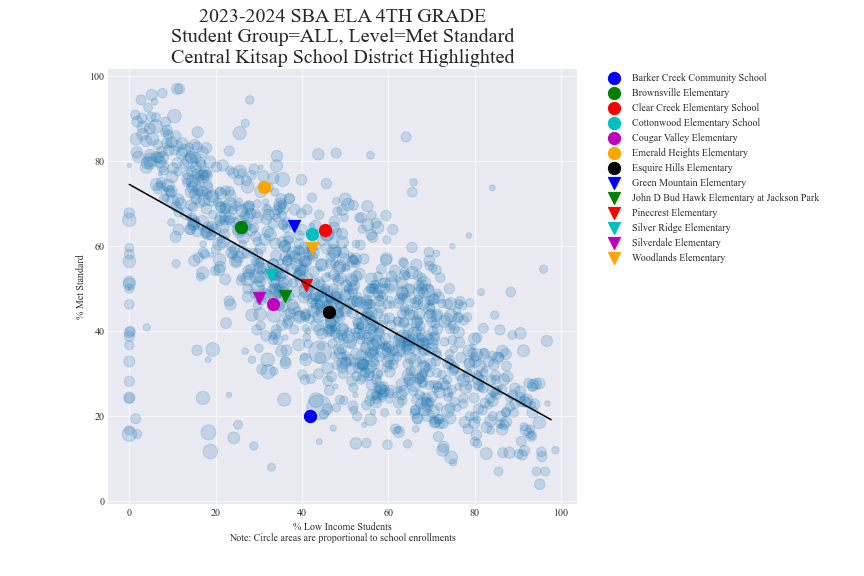 2023-2024 SBA ELA 4TH GRADE
Student Group=ALL, Level=Met Standard
Central Kitsap School District Highlighted
% Met Standard
100
80
60
40
20
0
0 20 40 60 80 100
% Low Income Students
Note: Circle areas are proportional to school enrollments
Barker Creek Community School
Brownsville Elementary
Clear Creek Elementary School
Cottonwood Elementary School
Cougar Valley Elementary
Emerald Heights Elementary
Esquire Hills Elementary
Green Mountain Elementary
John D Bud Hawk Elementary at Jackson Park
Pinecrest Elementary
Silver Ridge Elementary
Silverdale Elementary
Woodlands Elementary